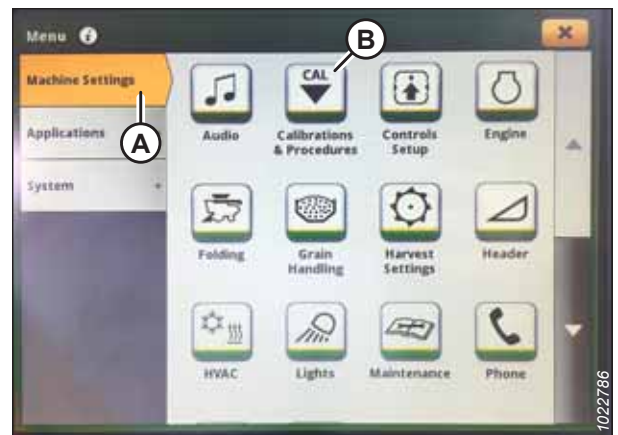 Menu
B
Machine Settings
CAL
A
Applications
Audio
Calibrations
& Procedures
Controls
Setup
Engine
System
Folding
Grain
Handling
Harvest
Settings
Header
HVAC
Lights
Maintenance
Phone
1022786